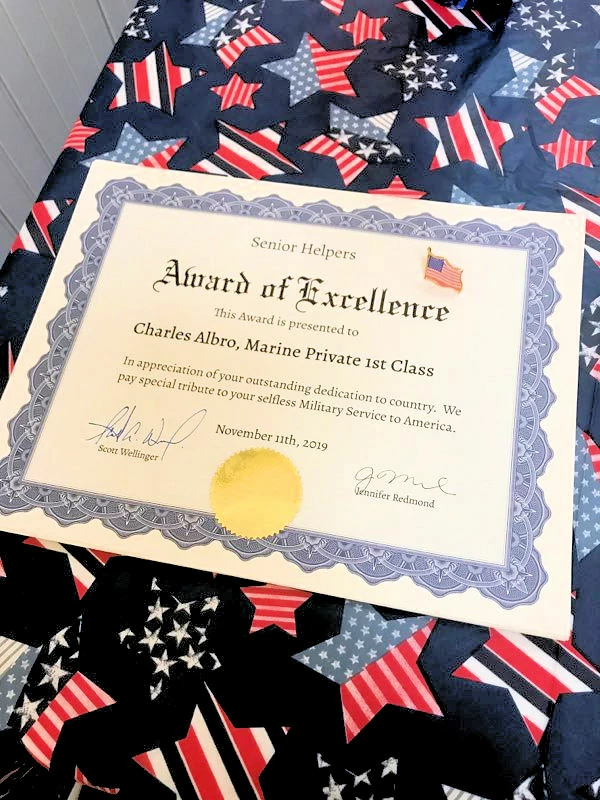 Senior Helpers
Award of Excellence
This Award is presented to
Charles Albro, Marine Private 1st Class
In appreciation of your outstanding dedication to country. We
pay special tribute to your selfless Military Service to America.
November 11th, 2019
Scott Wellinger
Jennifer Redmond